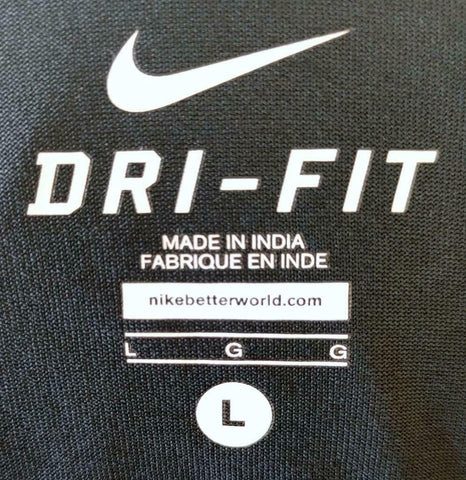 DRI-FIT
MADE IN INDIA
FABRIQUE EN INDE
nikebetterworld.com
L G G
L